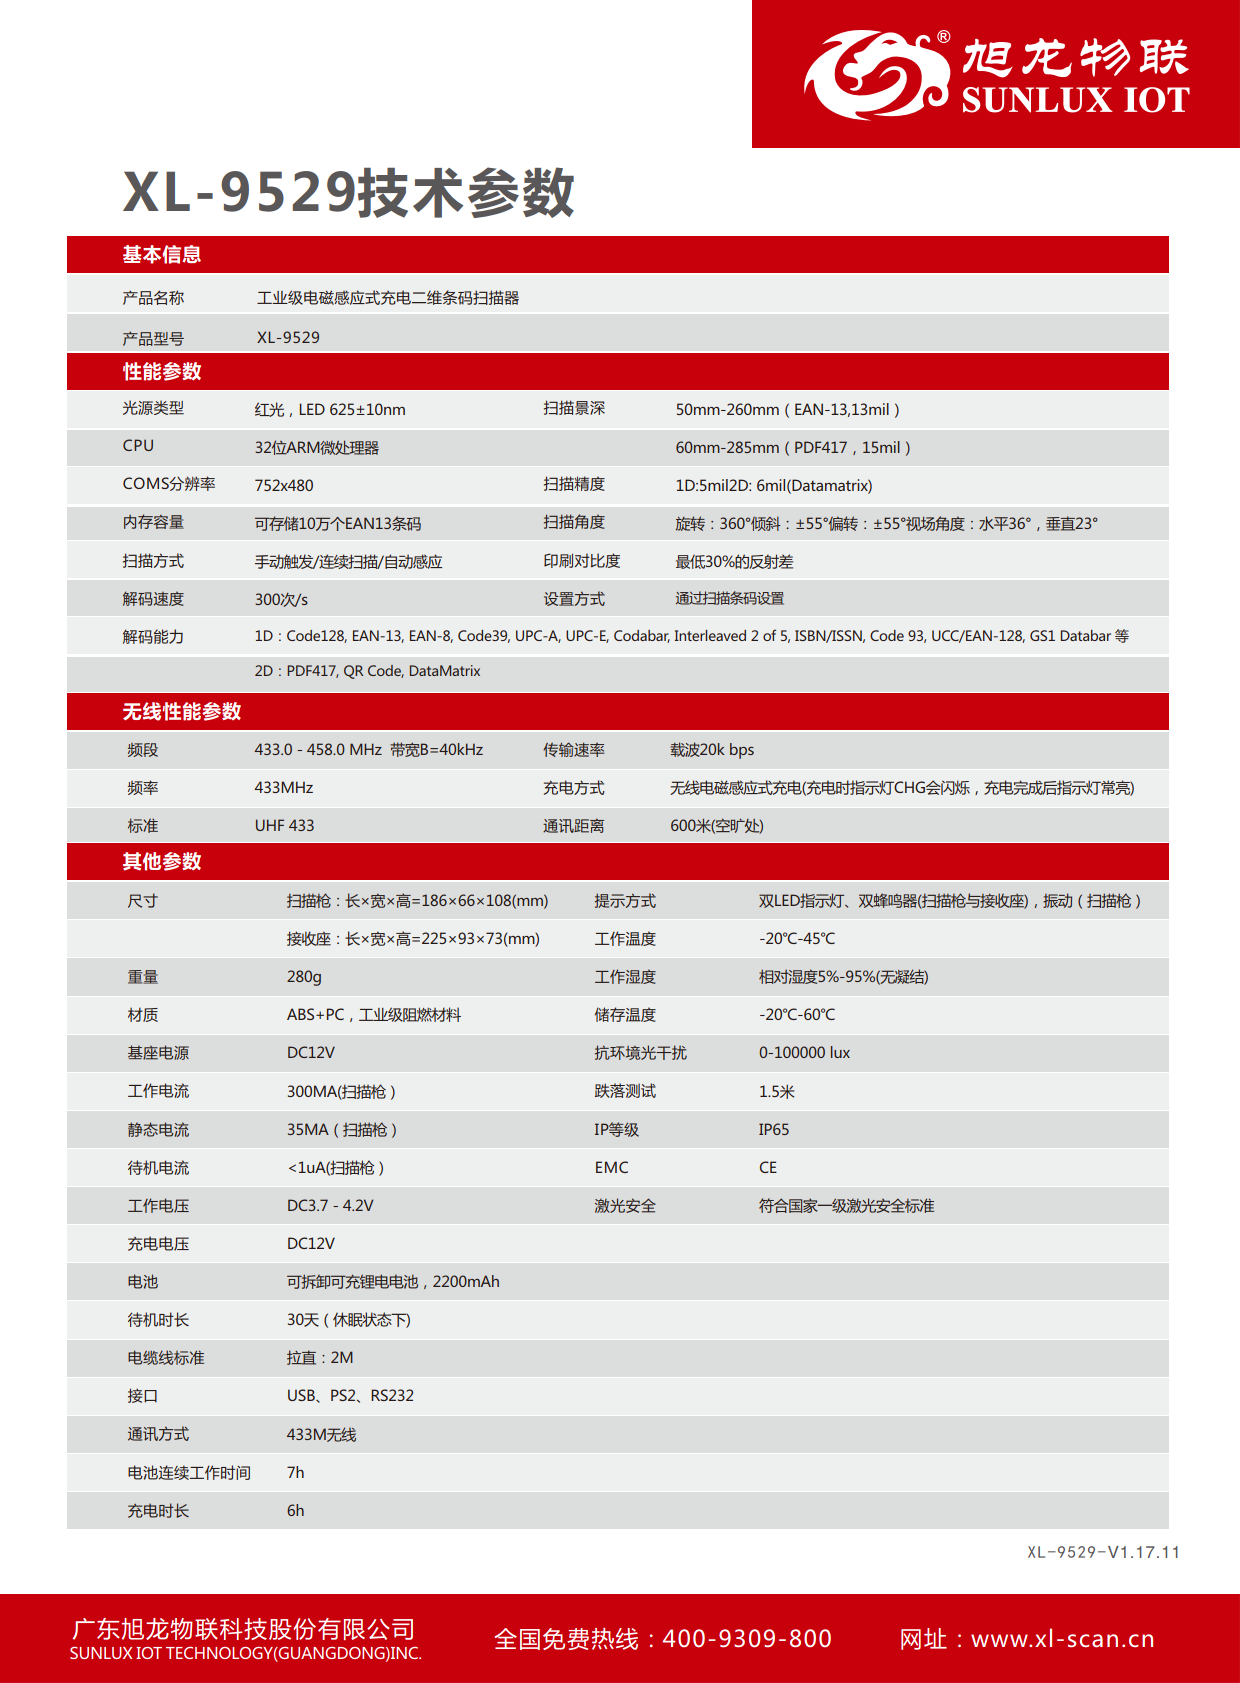 旭龙物联®
SUNLUX IOT
XL-9529技术参数
基本信息
产品名称 工业级电磁感应式充电二维条码扫描器
产品型号 XL-9529
性能参数
光源类型 红光，LED 625±10nm 扫描景深 50mm-260mm（EAN-13,13mil）
CPU 32位ARM微处理器 60mm-285mm（PDF417，15mil）
COMS分辨率 752x480 扫描精度 1D:5mil2D: 6mil(Datamatrix)
内存容量 可存储10万个EAN13条码 扫描角度 旋转：360°倾斜：±55°偏转：±55°视场角度：水平36°，垂直23°
扫描方式 手动触发/连续扫描/自动感应 印刷对比度 最低30%的反射差
解码速度 300次/s 设置方式 通过扫描条码设置
解码能力 1D：Code128, EAN-13, EAN-8, Code39, UPC-A, UPC-E, Codabar, Interleaved 2 of 5, ISBN/ISSN, Code 93, UCC/EAN-128, GS1 Databar 等
2D：PDF417, QR Code, DataMatrix
无线性能参数
频段 433.0 - 458.0 MHz 带宽B=40kHz 传输速率 载波20k bps
频率 433MHz 充电方式 无线电磁感应式充电(充电时指示灯CHG会闪烁，充电完成后指示灯常亮)
标准 UHF 433 通讯距离 600米(空旷处)
其他参数
尺寸 扫描枪：长×宽×高=186×66×108(mm) 提示方式 双LED指示灯、双蜂鸣器(扫描枪与接收座)，振动（扫描枪）
接收座：长×宽×高=225×93×73(mm) 工作温度 -20℃-45℃
重量 280g 工作湿度 相对湿度5%-95%(无凝结)
材质 ABS+PC，工业级阻燃材料 储存温度 -20℃-60℃
基座电源 DC12V 抗环境光干扰 0-100000 lux
工作电流 300MA(扫描枪） 跌落测试 1.5米
静态电流 35MA（扫描枪） IP等级 IP65
待机电流 <1uA(扫描枪） EMC CE
工作电压 DC3.7 - 4.2V 激光安全 符合国家一级激光安全标准
充电电压 DC12V
电池 可拆卸可充锂电电池，2200mAh
待机时长 30天（休眠状态下)
电缆线标准 拉直：2M
接口 USB、PS2、RS232
通讯方式 433M无线
电池连续工作时间 7h
充电时长 6h
XL-9529-V1.17.11
广东旭龙物联科技股份有限公司
SUNLUX IOT TECHNOLOGY(GUANGDONG)INC.
全国免费热线：400-9309-800
网址：www.xl-scan.cn